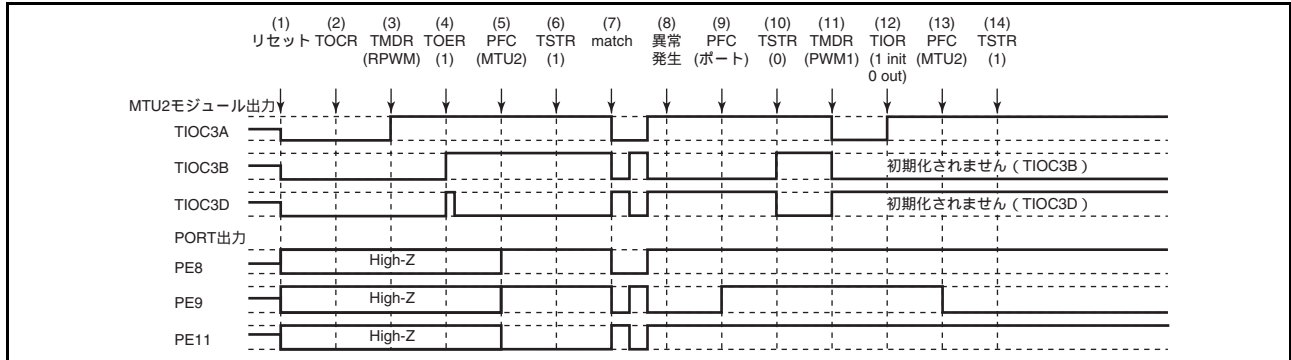 (1) (2) (3) (4) (5) (6) (7) (8) (9) (10) (11) (12) (13) (14)
リセット TOCR TMDR TOER PFC TSTR match 異常 PFC TSTR TMDR TIOR PFC TSTR
(RPWM) (1) (MTU2) (1) 発生 (ポート) (0) (PWM1) (1 init (MTU2) (1)
0 out)
MTU2モジュール出力
TIOC3A
TIOC3B 初期化されません ( TIOC3B )
TIOC3D 初期化されません ( TIOC3D )
PORT出力
PE8 High-Z
PE9 High-Z
PE11 High-Z